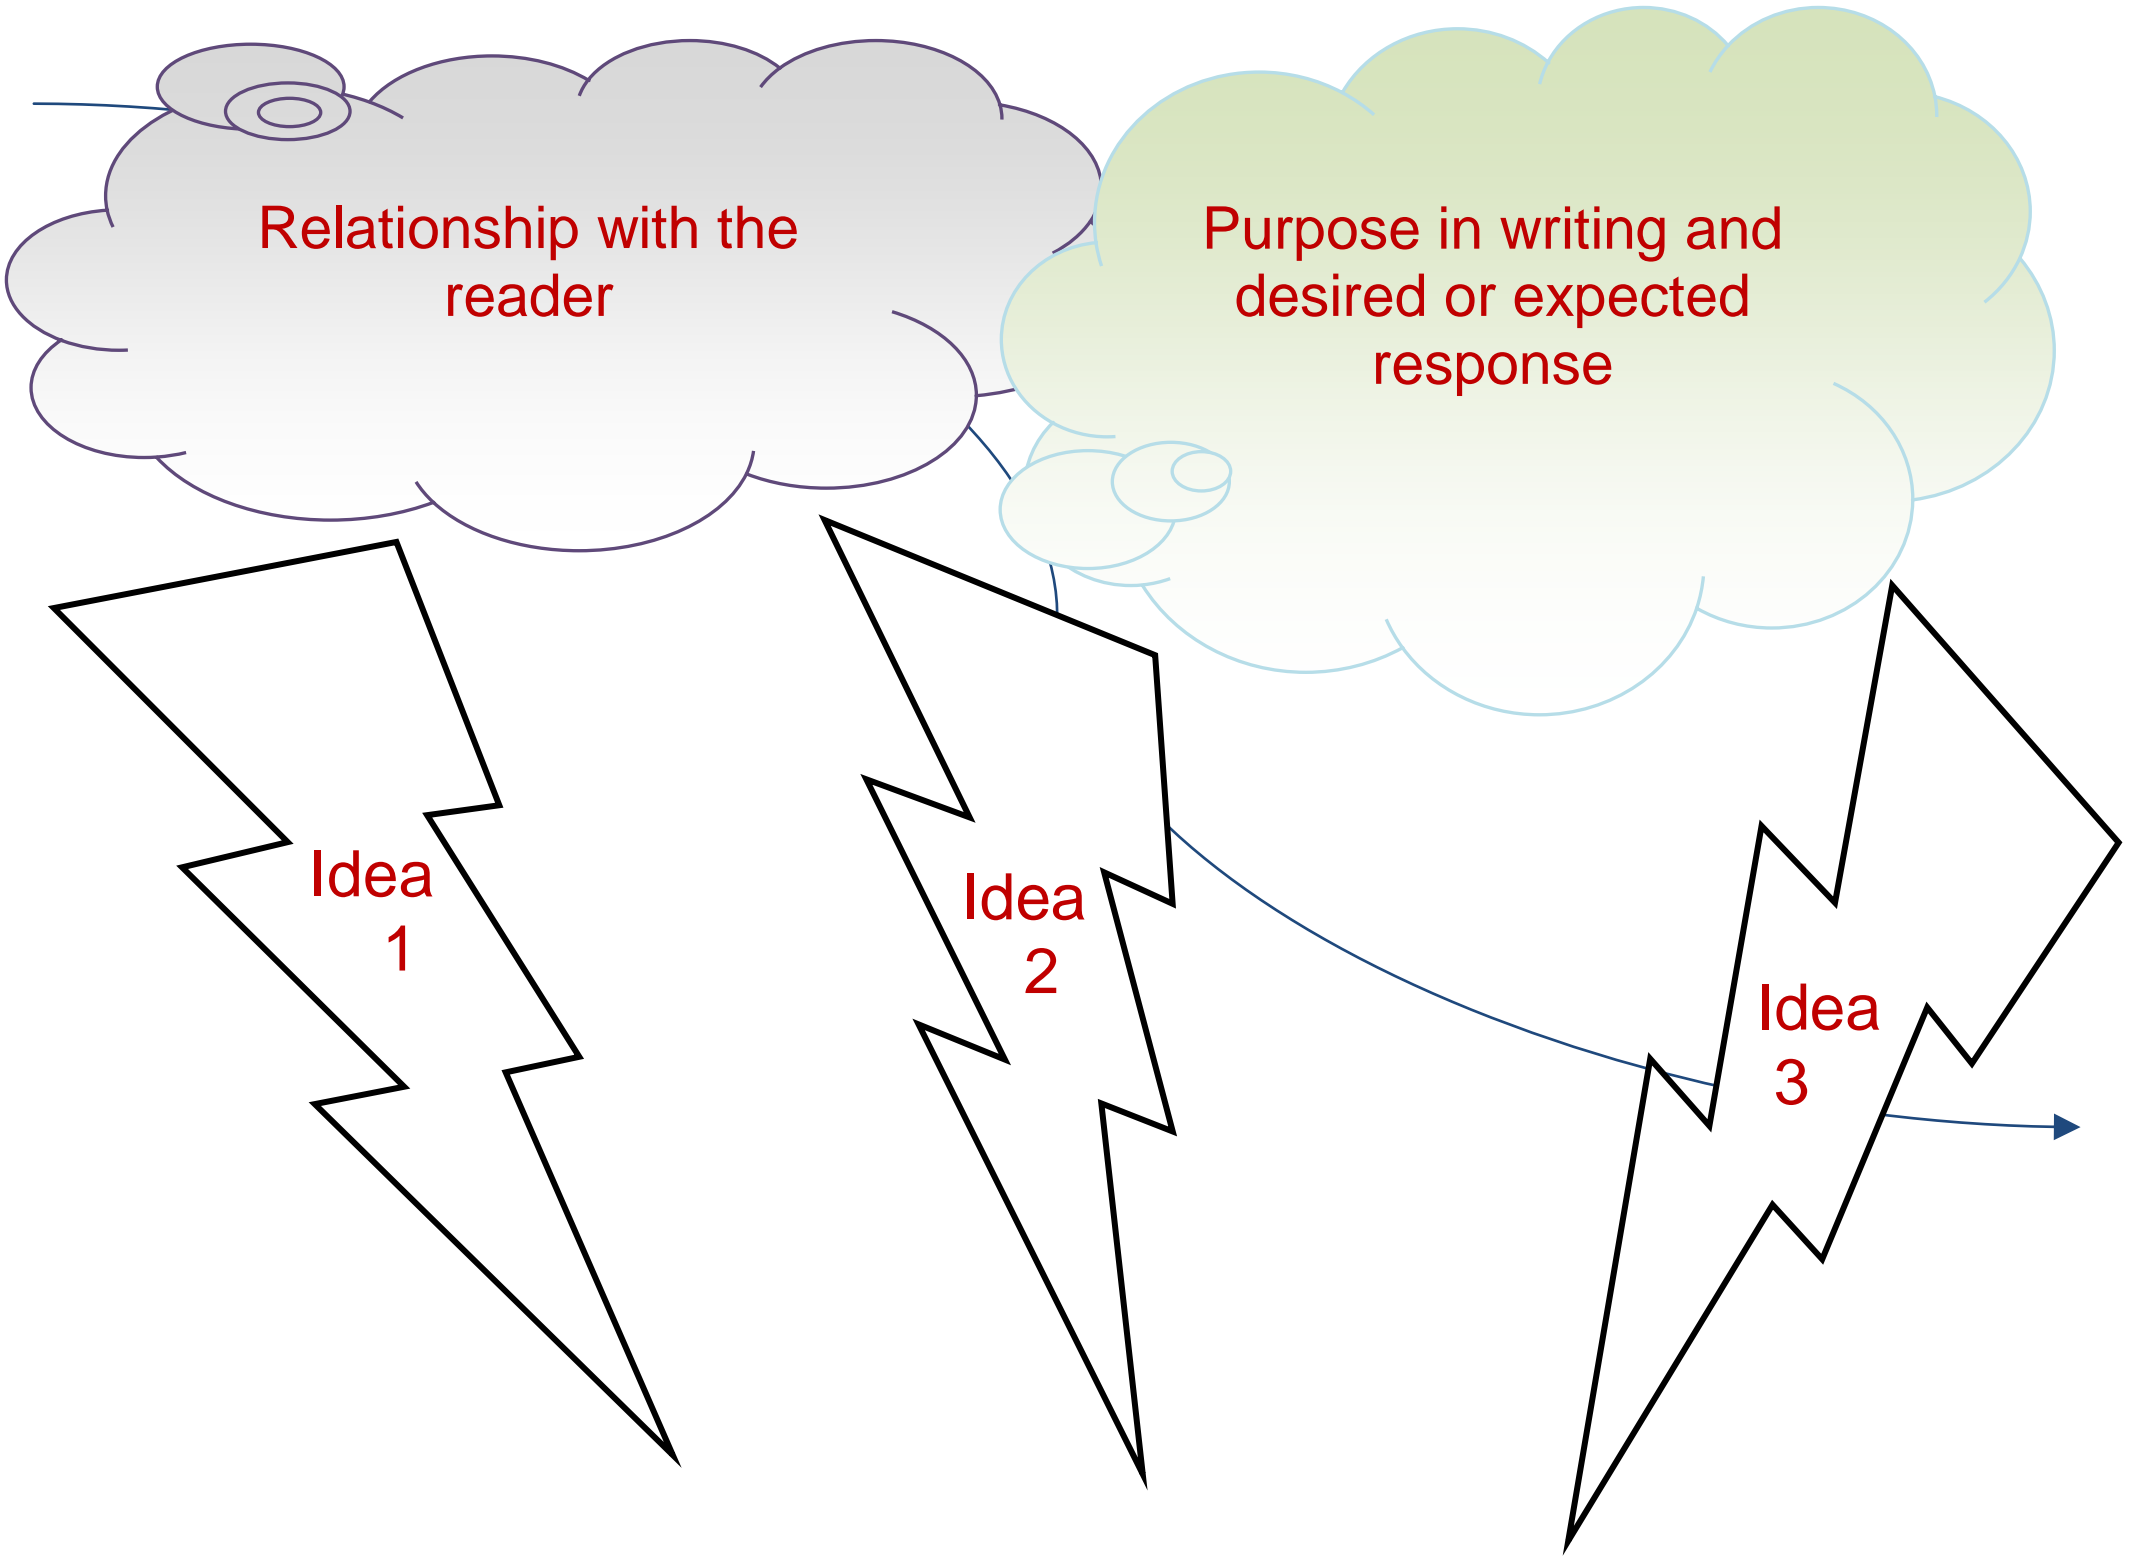 Relationship with the
reader
Purpose in writing and
desired or expected
response
Idea
1
Idea
2
Idea
3